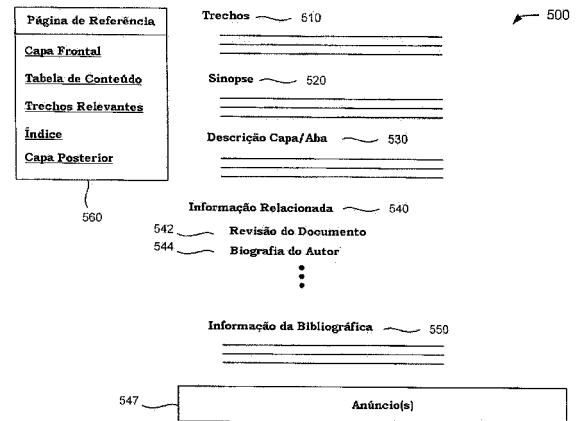 Página de Referência
Capa Frontal
Tabela de Conteúdo
Trechos Relevantes
Índice
Capa Posterior
560
Trechos 510
500
Sinopse 520
Descrição Capa/Aba 530
Informação Relacionada 540
542 Revisão do Documento
544 Biografia do Autor
Informação da Bibliográfica 550
547 Anúncio(s)